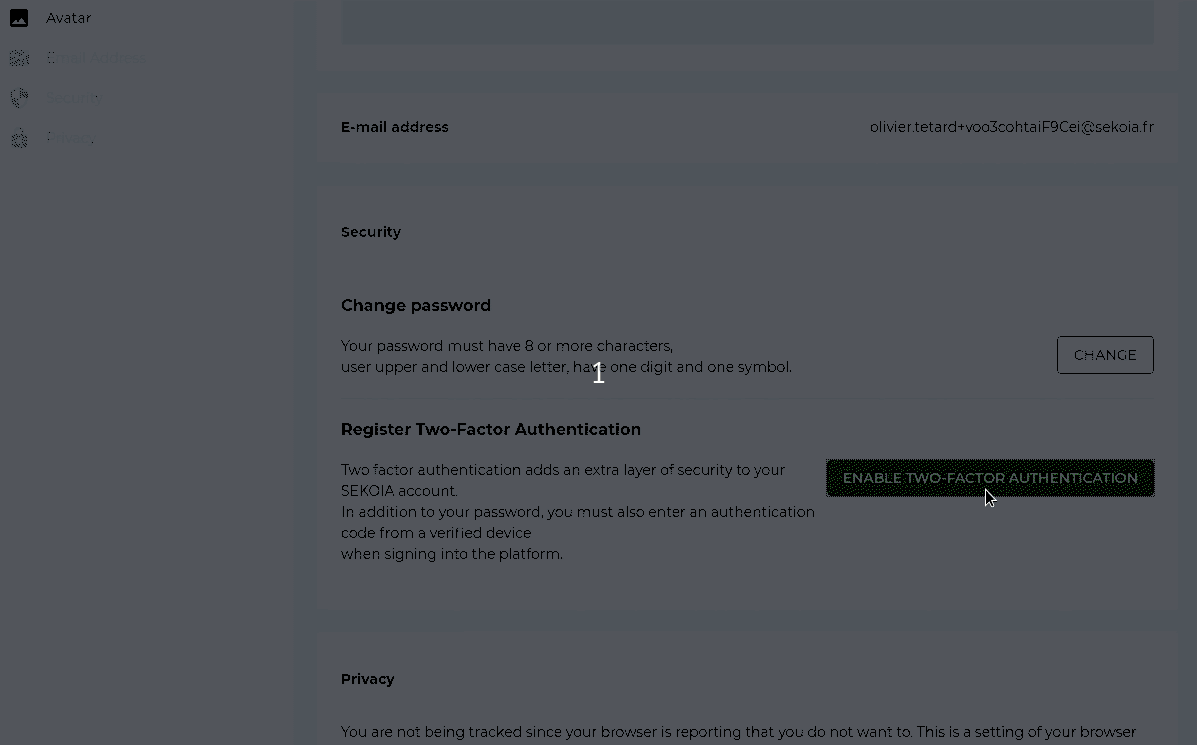 Avatar
Email Address
Security
Privacy
E-mail address
olivier.tetard+voo3cohtaiF9Cei@sekoia.fr
Security
Change password
Your password must have 8 or more characters,
user upper and lower case letter, have one digit and one symbol.
CHANGE
1
Register Two-Factor Authentication
Two factor authentication adds an extra layer of security to your
SEKOIA account.
In addition to your password, you must also enter an authentication
code from a verified device
when signing into the platform.
ENABLE TWO-FACTOR AUTHENTICATION
Privacy
You are not being tracked since your browser is reporting that you do not want to. This is a setting of your browser